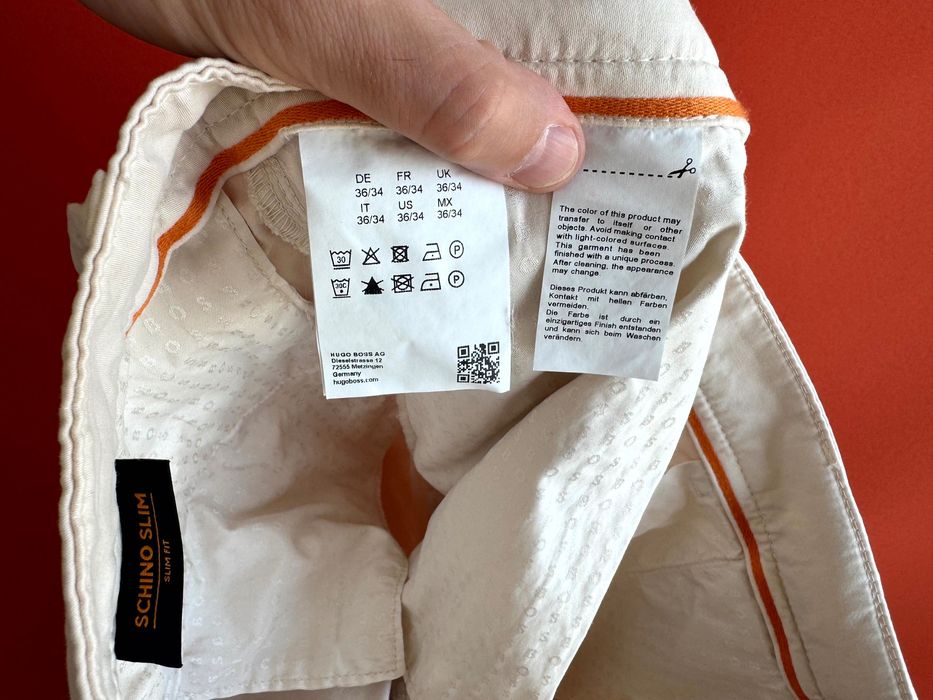 DE FR UK
36/34 36/34 36/34
IT US MX
36/34 36/34 36/34
30 P
30C P
HUGO BOSS AG
Dieselstrasse 12
72555 Metzingen
Germany
hugoboss.com
The color of this product may
transfer to itself or other
objects. Avoid making contact
with light-colored surfaces.
This garment has been
finished with a unique process.
After cleaning, the appearance
may change.
Dieses Produkt kann abfärben,
Kontakt mit hellen Farben
vermeiden.
Die Farbe ist durch ein
einzigartiges Finish entstanden
und kann sich beim Waschen
verändern.
SCHINO SLIM
SLIM FIT